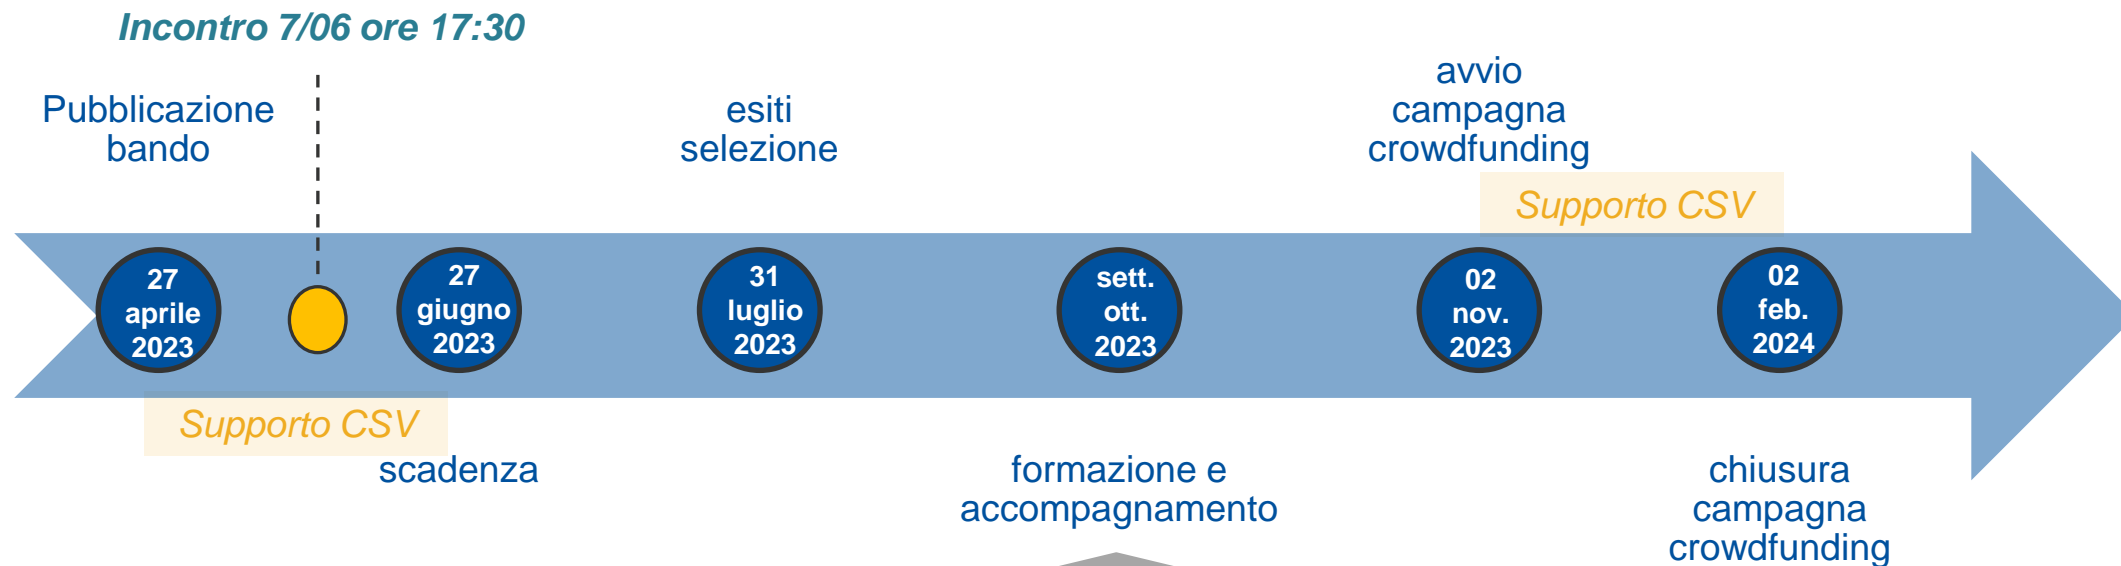 Incontro 7/06 ore 17:30
Pubblicazione
bando
esiti
selezione
avvio
campagna
crowdfunding
Supporto CSV
27
aprile
2023
27
giugno
2023
31
luglio
2023
sett.
ott.
2023
02
nov.
2023
02
feb.
2024
Supporto CSV
scadenza
formazione e
accompagnamento
chiusura
campagna
crowdfunding